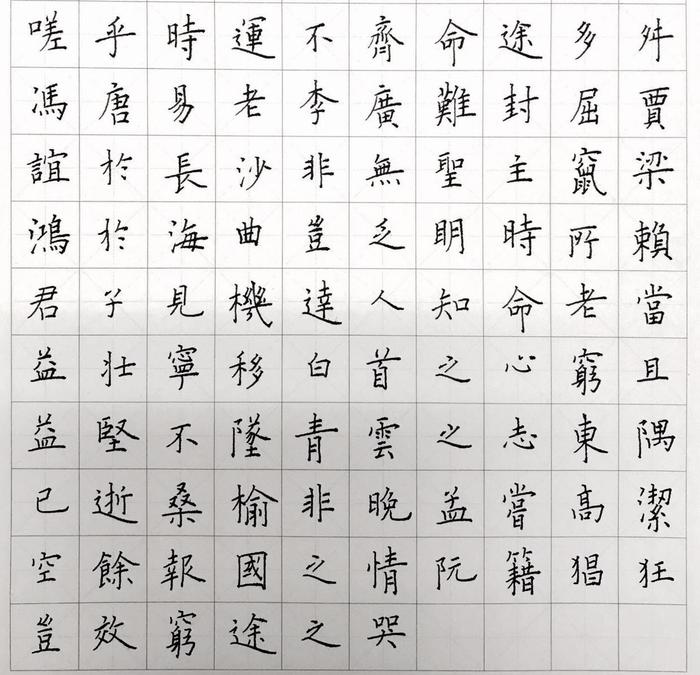 嗟乎時運不齊命途多舛
馮唐易老李廣難封屈賈
誼於長沙非無聖主竄梁
鴻於海曲豈乏明時所賴
君子見機達人知命老當
益壯寧移白首之心窮且
益堅不墜青雲之志東隅
已逝桑榆非晚孟嘗高潔
空餘報國之情阮籍猖狂
豈效窮途之哭